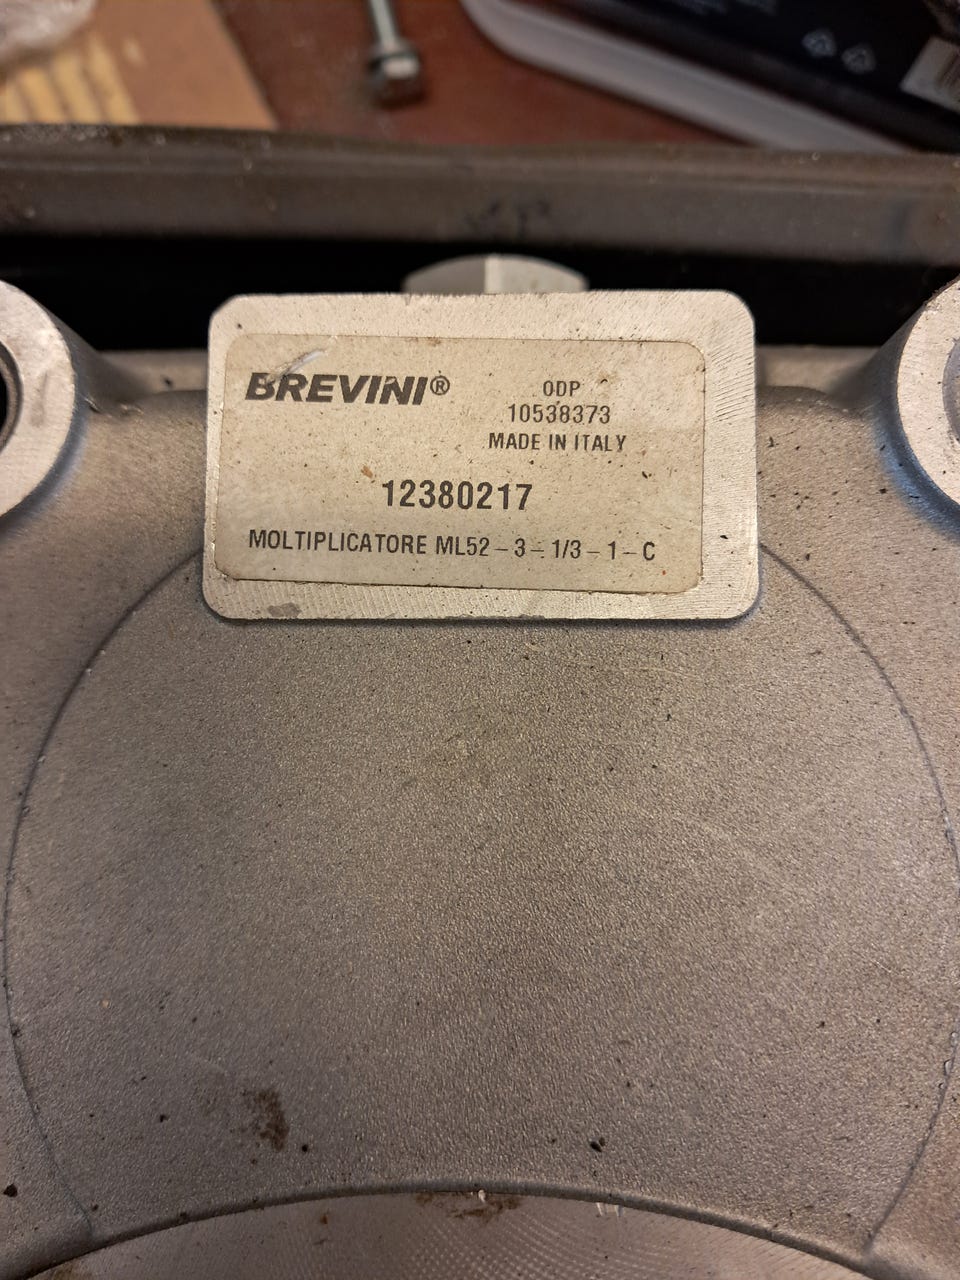 BREVINI®
ODP
10538373
MADE IN ITALY
12380217
MOLTIPLICATORE ML52 – 3 – 1/3 – 1 – C